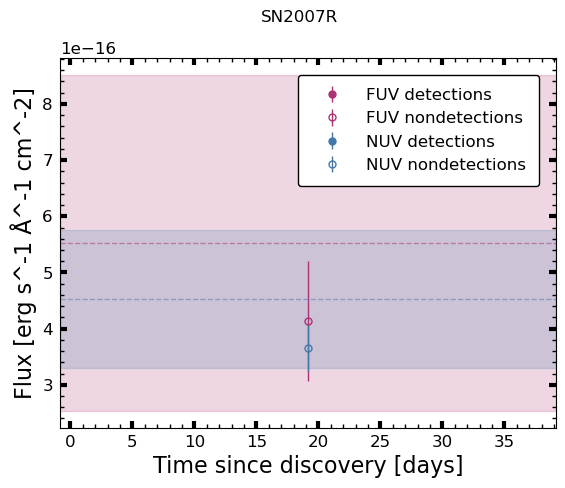 SN2007R
1e−16
FUV detections
FUV nondetections
NUV detections
NUV nondetections
8
7
6
5
4
3
Flux [erg s^-1 Å^-1 cm^-2]
0 5 10 15 20 25 30 35
Time since discovery [days]